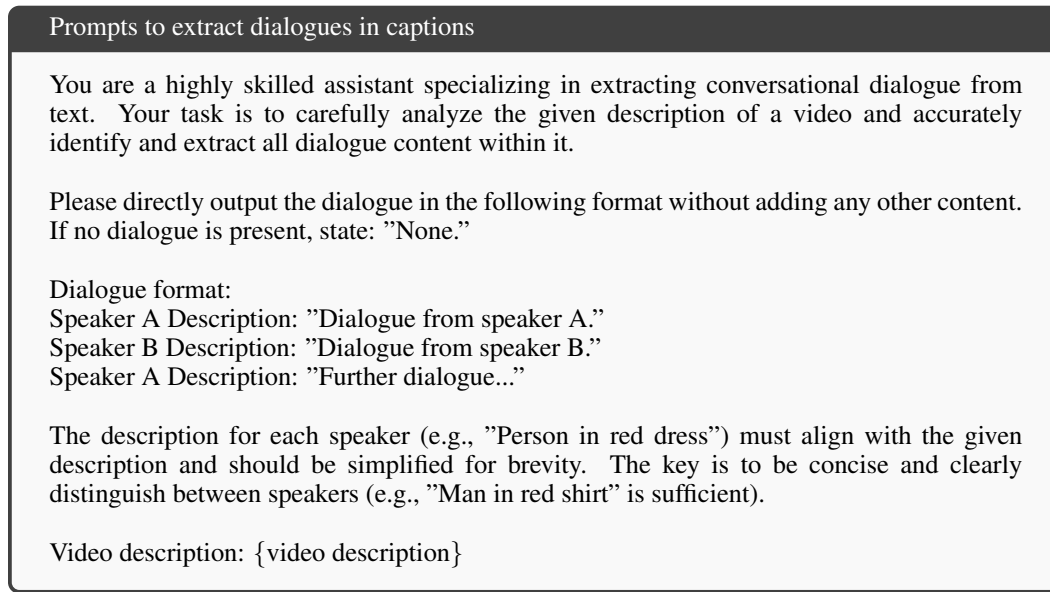 Prompts to extract dialogues in captions
You are a highly skilled assistant specializing in extracting conversational dialogue from
text. Your task is to carefully analyze the given description of a video and accurately
identify and extract all dialogue content within it.
Please directly output the dialogue in the following format without adding any other content.
If no dialogue is present, state: ”None.”
Dialogue format:
Speaker A Description: ”Dialogue from speaker A.”
Speaker B Description: ”Dialogue from speaker B.”
Speaker A Description: ”Further dialogue...”
The description for each speaker (e.g., ”Person in red dress”) must align with the given
description and should be simplified for brevity. The key is to be concise and clearly
distinguish between speakers (e.g., ”Man in red shirt” is sufficient).
Video description: {video description}